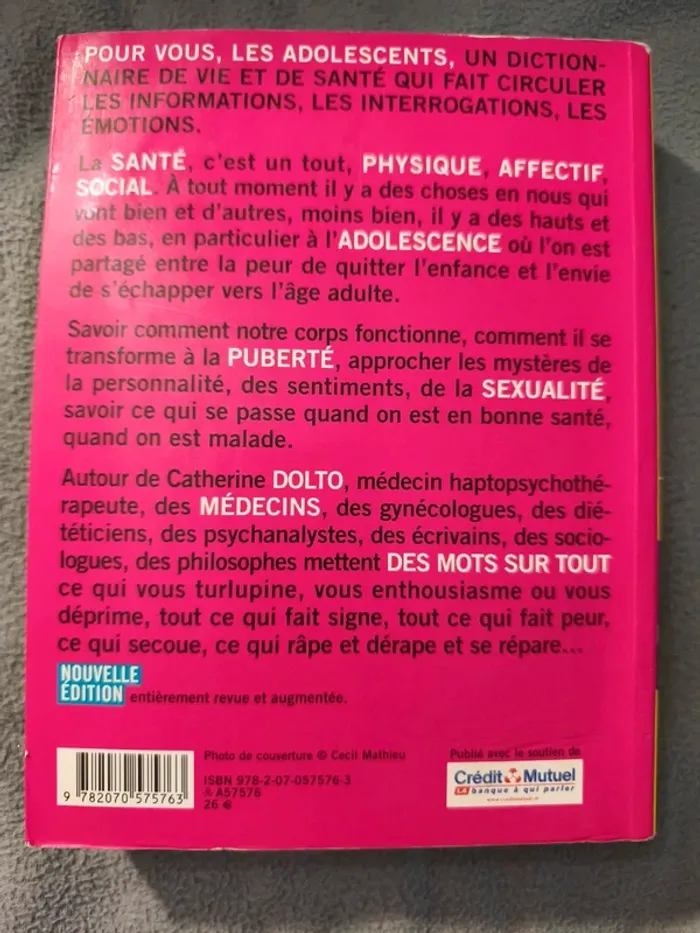 POUR VOUS, LES ADOLESCENTS, UN DICTION-
NAIRE DE VIE ET DE SANTÉ QUI FAIT CIRCULER
LES INFORMATIONS, LES INTERROGATIONS, LES
ÉMOTIONS.
La SANTÉ, c'est un tout, PHYSIQUE, AFFECTIF,
SOCIAL. À tout moment il y a des choses en nous qui
vont bien et d'autres, moins bien, il y a des hauts et
des bas, en particulier à l'ADOLESCENCE où l'on est
partagé entre la peur de quitter l'enfance et l'envie
de s'échapper vers l'âge adulte.
Savoir comment notre corps fonctionne, comment il se
transforme à la PUBERTÉ, approcher les mystères de
la personnalité, des sentiments, de la SEXUALITÉ,
savoir ce qui se passe quand on est en bonne santé,
quand on est malade.
Autour de Catherine DOLTO, médecin haptopsychothé-
rapeute, des MÉDECINS, des gynécologues, des dié-
téticiens, des psychanalystes, des écrivains, des socio-
logues, des philosophes mettent DES MOTS SUR TOUT
ce qui vous turlupine, vous enthousiasme ou vous
déprime, tout ce qui fait signe, tout ce qui fait peur,
ce qui secoue, ce qui râpe et dérape et se répare...
NOUVELLE
ÉDITION entièrement revue et augmentée.
Photo de couverture © Cecil Mathieu
ISBN 978-2-07-057576-3
A57576
26 €
9 782070 575763
Publié avec le soutien de
Crédit Mutuel
LA banque à qui parler
www.creditmutuel.fr